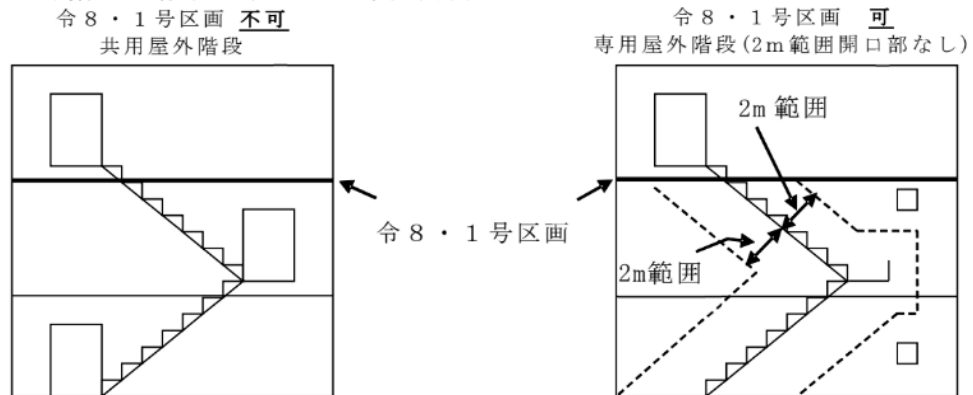 令8・1号区画 不可
共用屋外階段
令8・1号区画 可
専用屋外階段(2m範囲開口部なし)
2m範囲
令8・1号区画
2m範囲